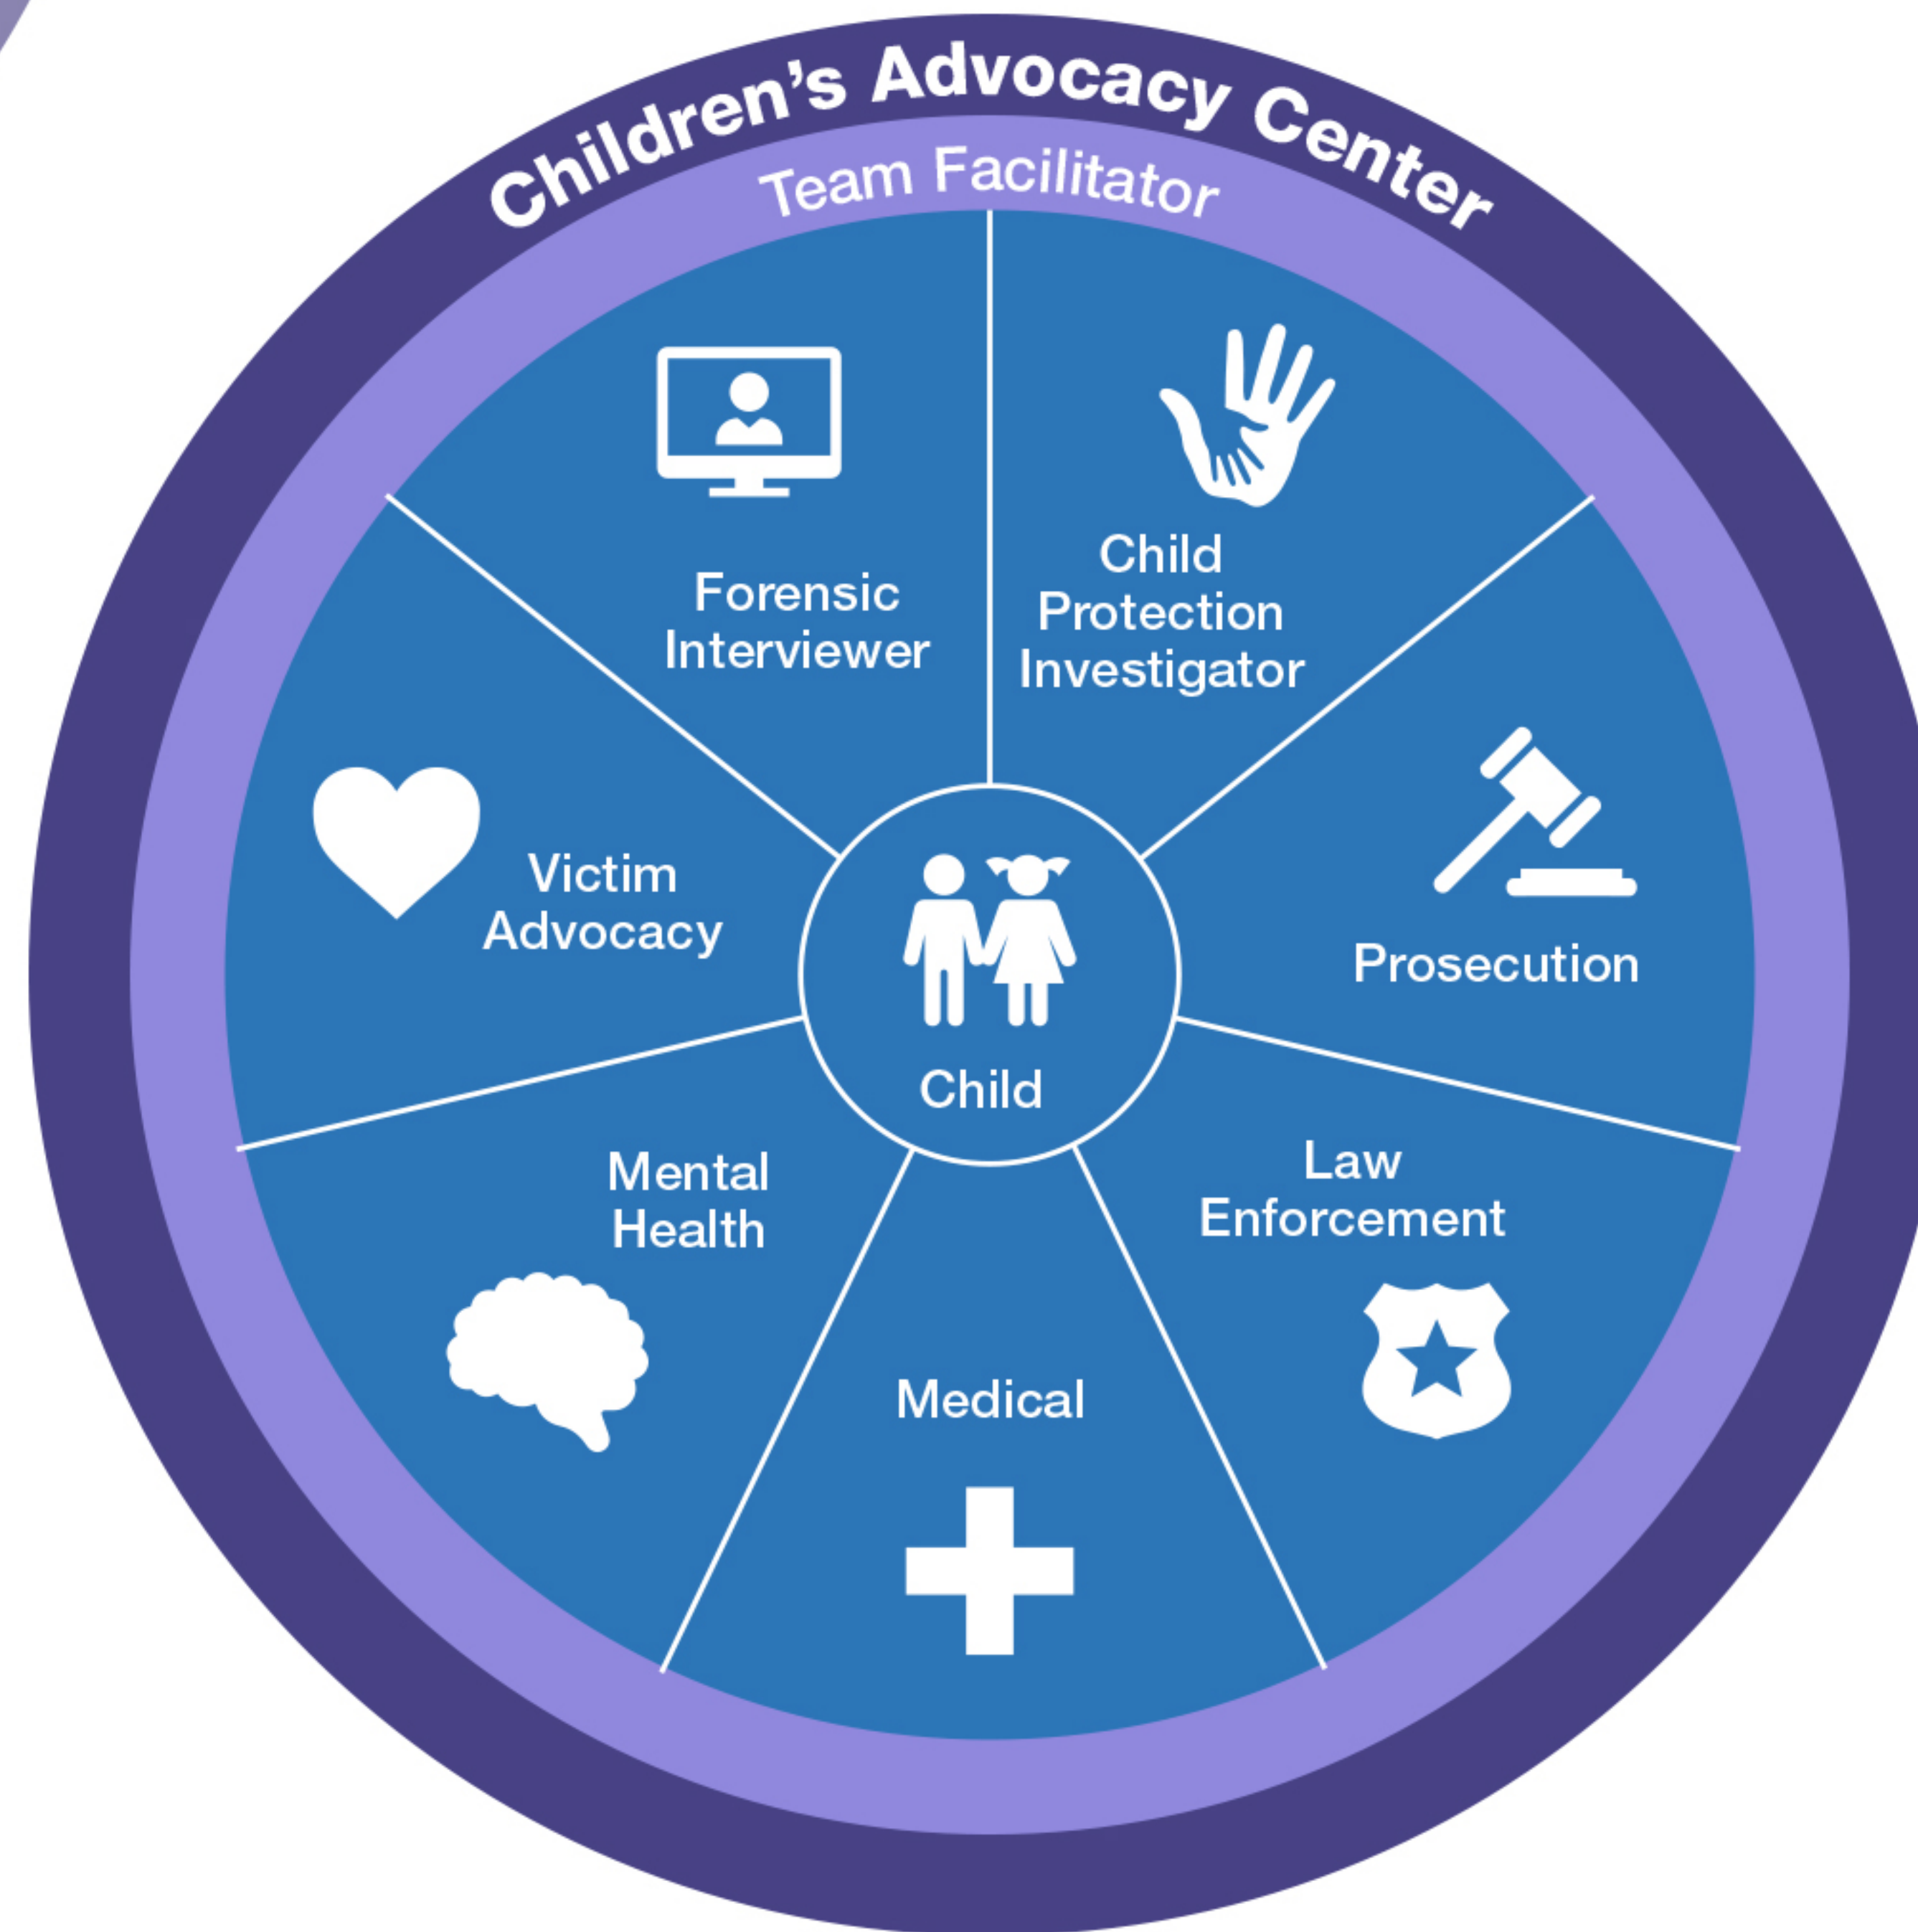 Children's Advocacy Center
Team Facilitator
Forensic
Interviewer
Child
Protection
Investigator
Victim
Advocacy
Prosecution
Child
Mental
Health
Law
Enforcement
Medical